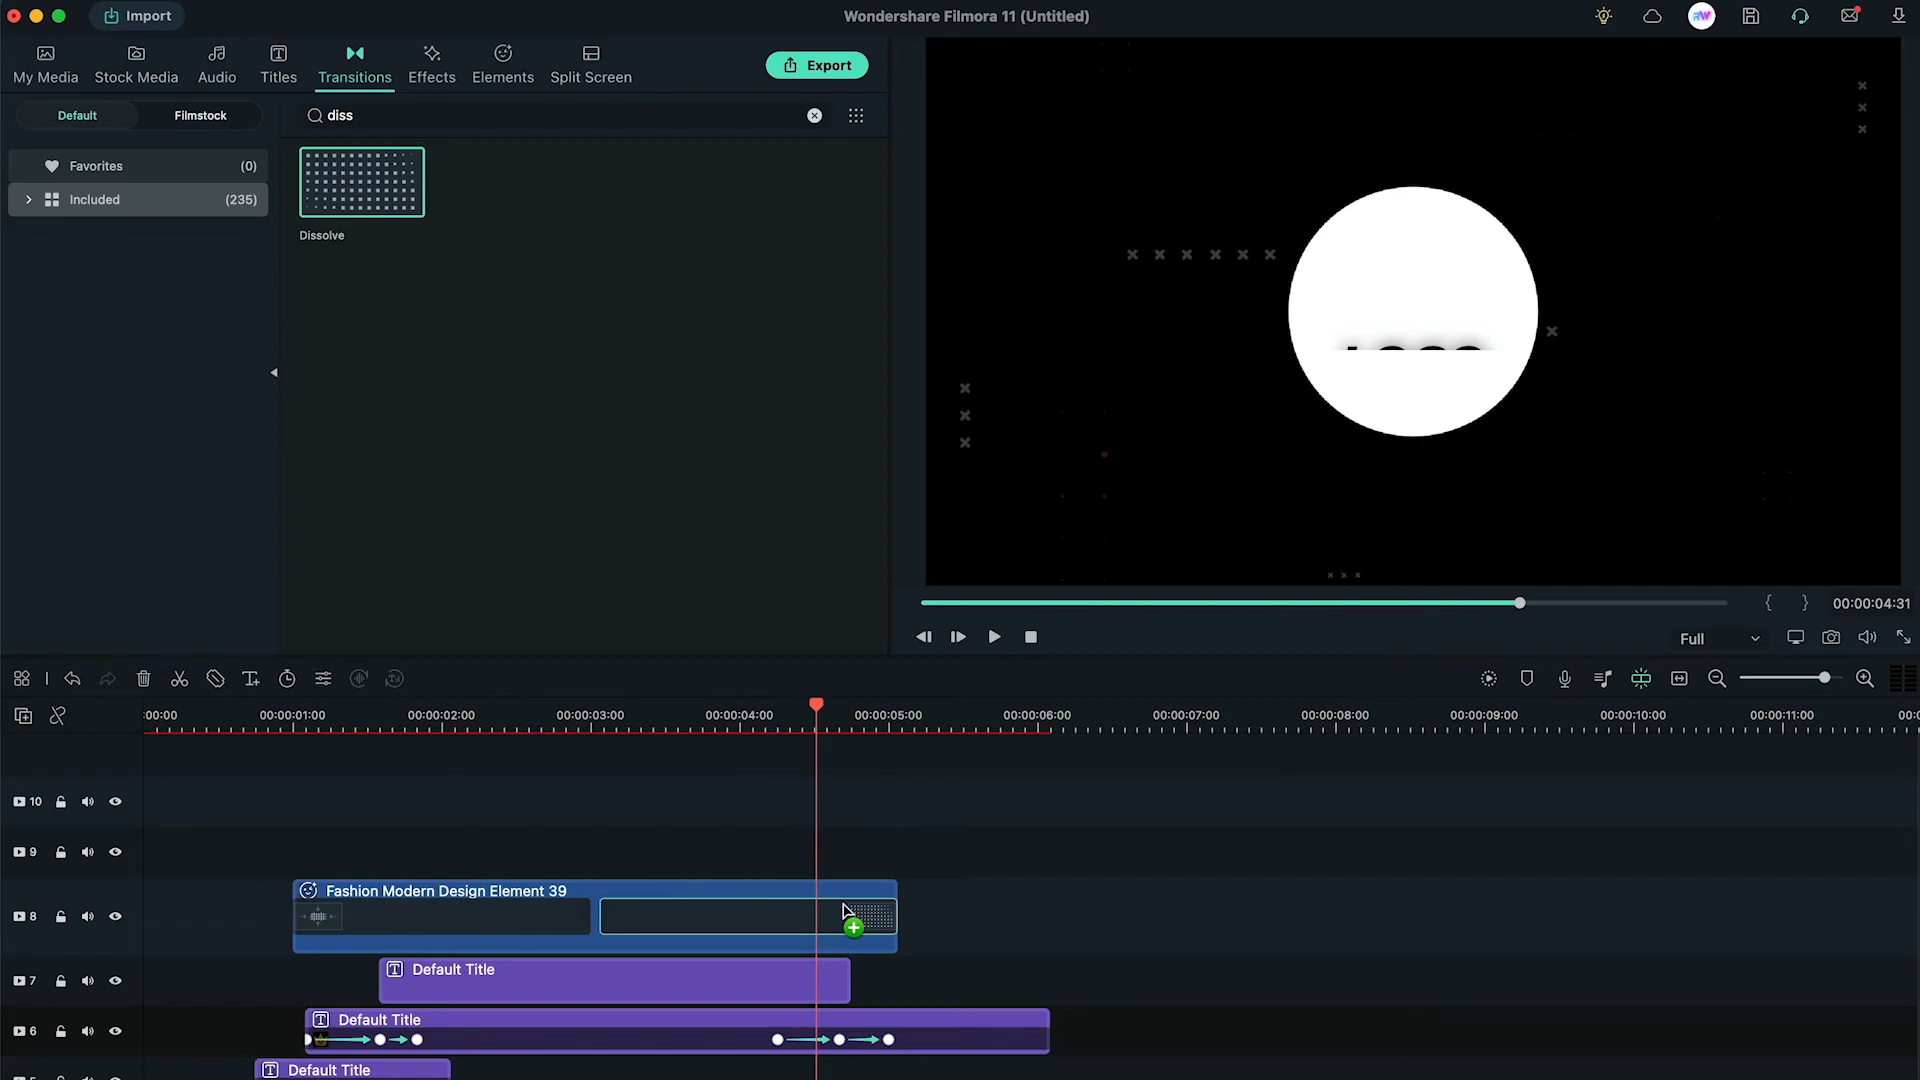 Import
Wondershare Filmora 11 (Untitled)
RW
My Media
Stock Media
Audio
Titles
Transitions
Effects
Elements
Split Screen
Export
Default
Filmstock
diss
Favorites
(0)
Included
(235)
Dissolve
{ }
00:00:04:31
Full
:00:00
00:00:01:00
00:00:02:00
00:00:03:00
00:00:04:00
00:00:05:00
00:00:06:00
00:00:07:00
00:00:08:00
00:00:09:00
00:00:10:00
00:00:11:00
10
9
Fashion Modern Design Element 39
8
Default Title
7
Default Title
6
Default Title